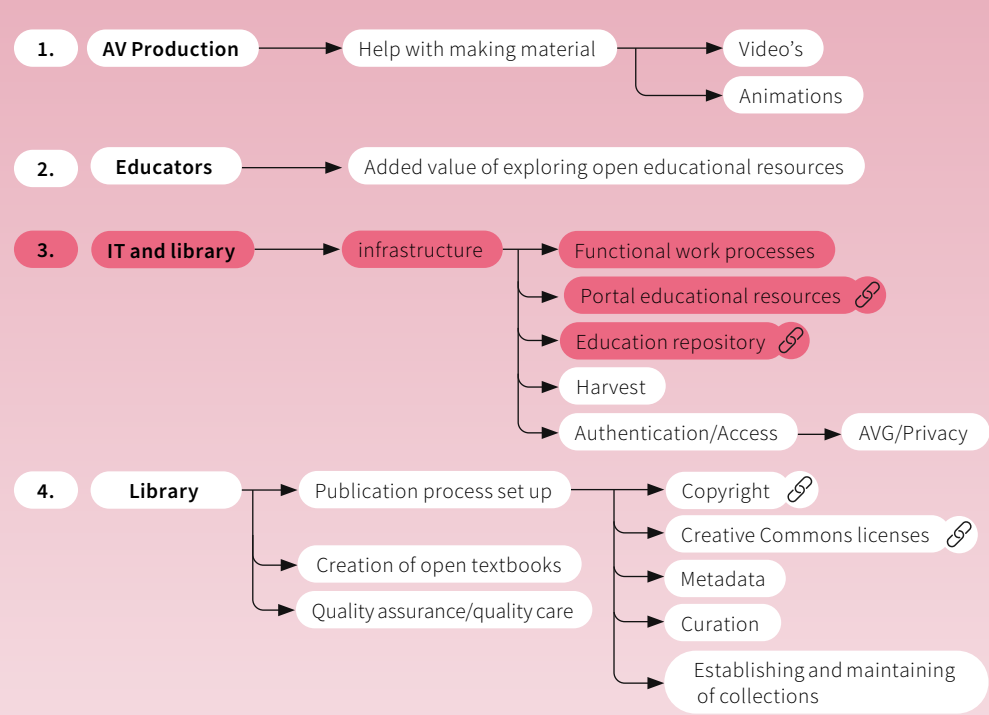 1. AV Production Help with making material Video's
Animations
2. Educators Added value of exploring open educational resources
3. IT and library infrastructure Functional work processes
Portal educational resources
Education repository
Harvest
Authentication/Access AVG/Privacy
4. Library Publication process set up Copyright
Creative Commons licenses
Creation of open textbooks
Metadata
Quality assurance/quality care
Curation
Establishing and maintaining
of collections